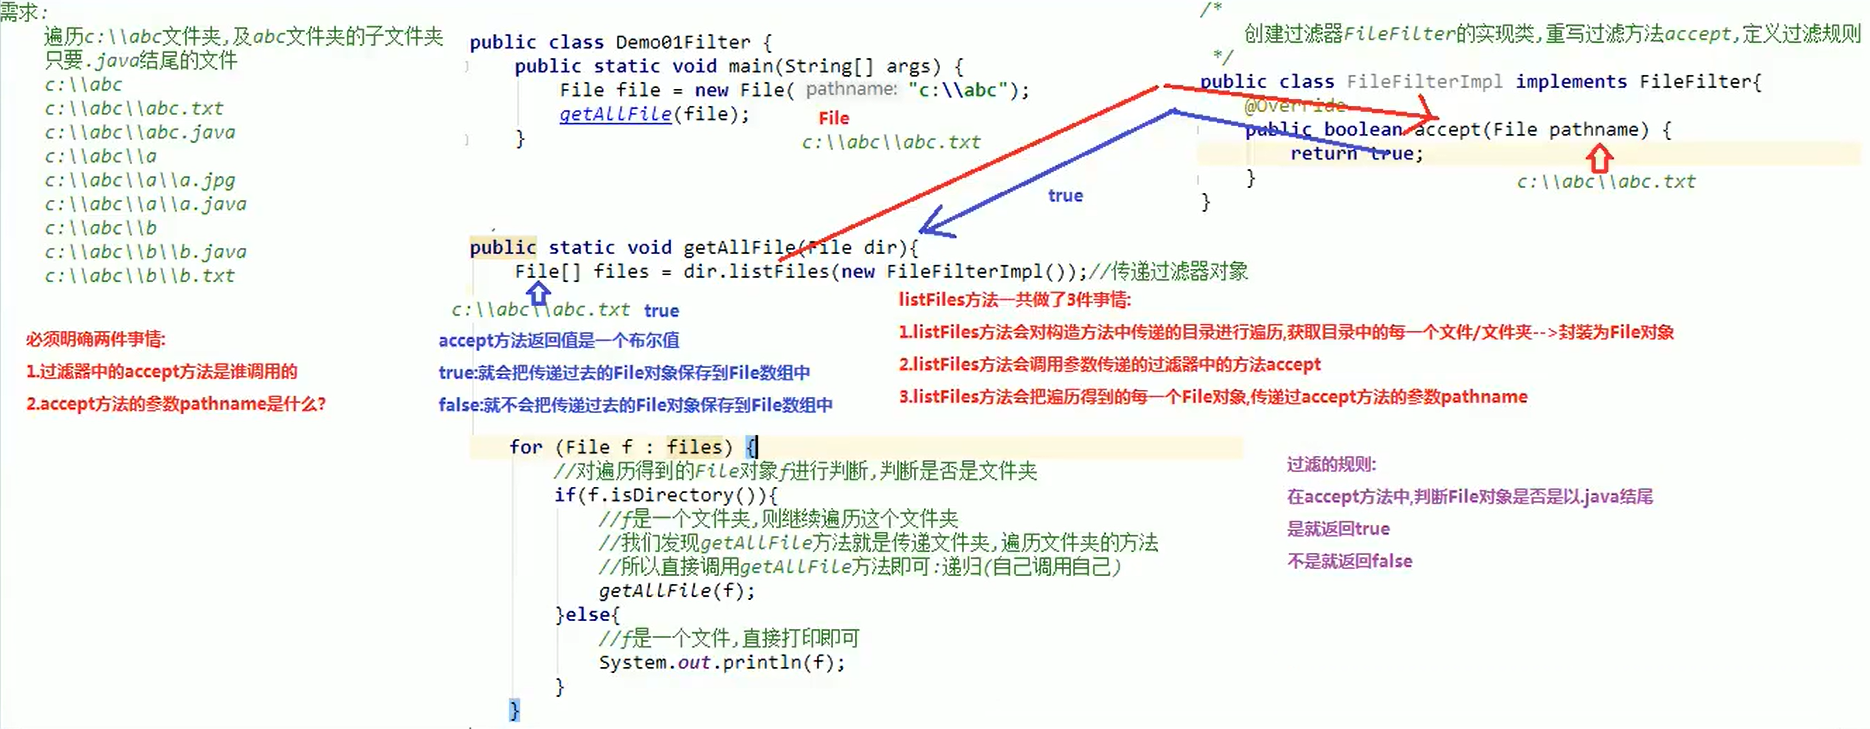 需求:
遍历c:\\abc文件夹,及abc文件夹的子文件夹
只要.java结尾的文件
c:\\abc
c:\\abc\\abc.txt
c:\\abc\\abc.java
c:\\abc\\a
c:\\abc\\a\\a.jpg
c:\\abc\\a\\a.java
c:\\abc\\b
c:\\abc\\b\\b.java
c:\\abc\\b\\b.txt
必须明确两件事情:
1.过滤器中的accept方法是谁调用的
2.accept方法的参数pathname是什么?
public class Demo01Filter {
public static void main(String[] args) {
File file = new File( pathname: "c:\\abc");
getAllFile(file);
}
File
c:\\abc\\abc.txt
/*
创建过滤器FileFilter的实现类,重写过滤方法accept,定义过滤规则
*/
public class FileFilterImpl implements FileFilter{
@Override
public boolean accept(File pathname) {
return true;
}
}
c:\\abc\\abc.txt
true
public static void getAllFile(File dir){
File[] files = dir.listFiles(new FileFilterImpl());//传递过滤器对象
c:\\abc\\abc.txt true
accept方法返回值是一个布尔值
true:就会把传递过去的File对象保存到File数组中
false:就不会把传递过去的File对象保存到File数组中
listFiles方法一共做了3件事情:
1.listFiles方法会对构造方法中传递的目录进行遍历,获取目录中的每一个文件/文件夹-->封装为File对象
2.listFiles方法会调用参数传递的过滤器中的方法accept
3.listFiles方法会把遍历得到的每一个File对象,传递过accept方法的参数pathname
for (File f : files) {
//对遍历得到的File对象f进行判断,判断是否是文件夹
if(f.isDirectory()){
//f是一个文件夹,则继续遍历这个文件夹
//我们发现getAllFile方法就是传递文件夹,遍历文件夹的方法
//所以直接调用getAllFile方法即可:递归(自己调用自己)
getAllFile(f);
}else{
//f是一个文件,直接打印即可
System.out.println(f);
}
}
过滤的规则:
在accept方法中,判断File对象是否是以.java结尾
是就返回true
不是就返回false